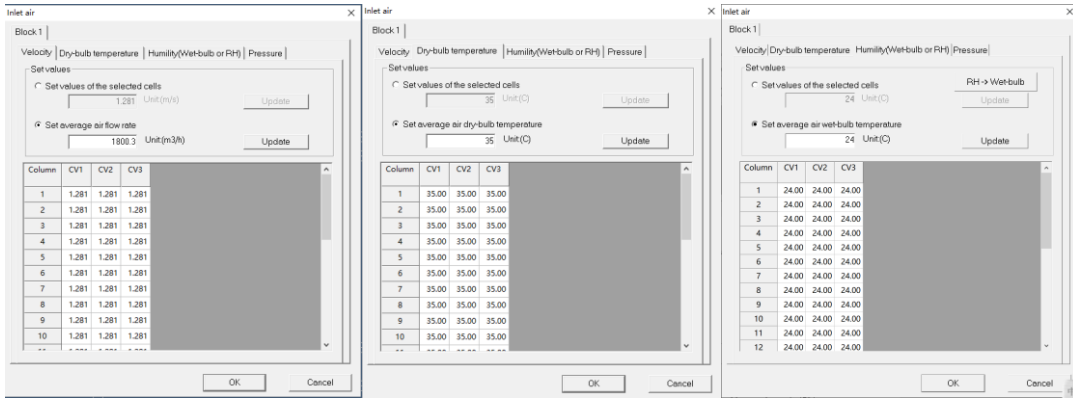 Inlet air
Block 1
Velocity Dry-bulb temperature Humility(Wet-bulb or RH) Pressure
Set values
Set values of the selected cells
1.281 Unit:(m/s) Update
Set average air flow rate
1800.3 Unit:(m3/h) Update
Column CV1 CV2 CV3
1 1.281 1.281 1.281
2 1.281 1.281 1.281
3 1.281 1.281 1.281
4 1.281 1.281 1.281
5 1.281 1.281 1.281
6 1.281 1.281 1.281
7 1.281 1.281 1.281
8 1.281 1.281 1.281
9 1.281 1.281 1.281
10 1.281 1.281 1.281
OK Cancel
Inlet air
Block 1
Velocity Dry-bulb temperature Humility(Wet-bulb or RH) Pressure
Set values
Set values of the selected cells
35 Unit:(C) Update
Set average air dry-bulb temperature
35 Unit:(C) Update
Column CV1 CV2 CV3
1 35.00 35.00 35.00
2 35.00 35.00 35.00
3 35.00 35.00 35.00
4 35.00 35.00 35.00
5 35.00 35.00 35.00
6 35.00 35.00 35.00
7 35.00 35.00 35.00
8 35.00 35.00 35.00
9 35.00 35.00 35.00
10 35.00 35.00 35.00
OK Cancel
Inlet air
Block 1
Velocity Dry-bulb temperature Humility(Wet-bulb or RH) Pressure
Set values
Set values of the selected cells
RH -> Wet-bulb
24 Unit:(C) Update
Set average air wet-bulb temperature
24 Unit:(C) Update
Column CV1 CV2 CV3
1 24.00 24.00 24.00
2 24.00 24.00 24.00
3 24.00 24.00 24.00
4 24.00 24.00 24.00
5 24.00 24.00 24.00
6 24.00 24.00 24.00
7 24.00 24.00 24.00
8 24.00 24.00 24.00
9 24.00 24.00 24.00
10 24.00 24.00 24.00
11 24.00 24.00 24.00
12 24.00 24.00 24.00
OK Cancel